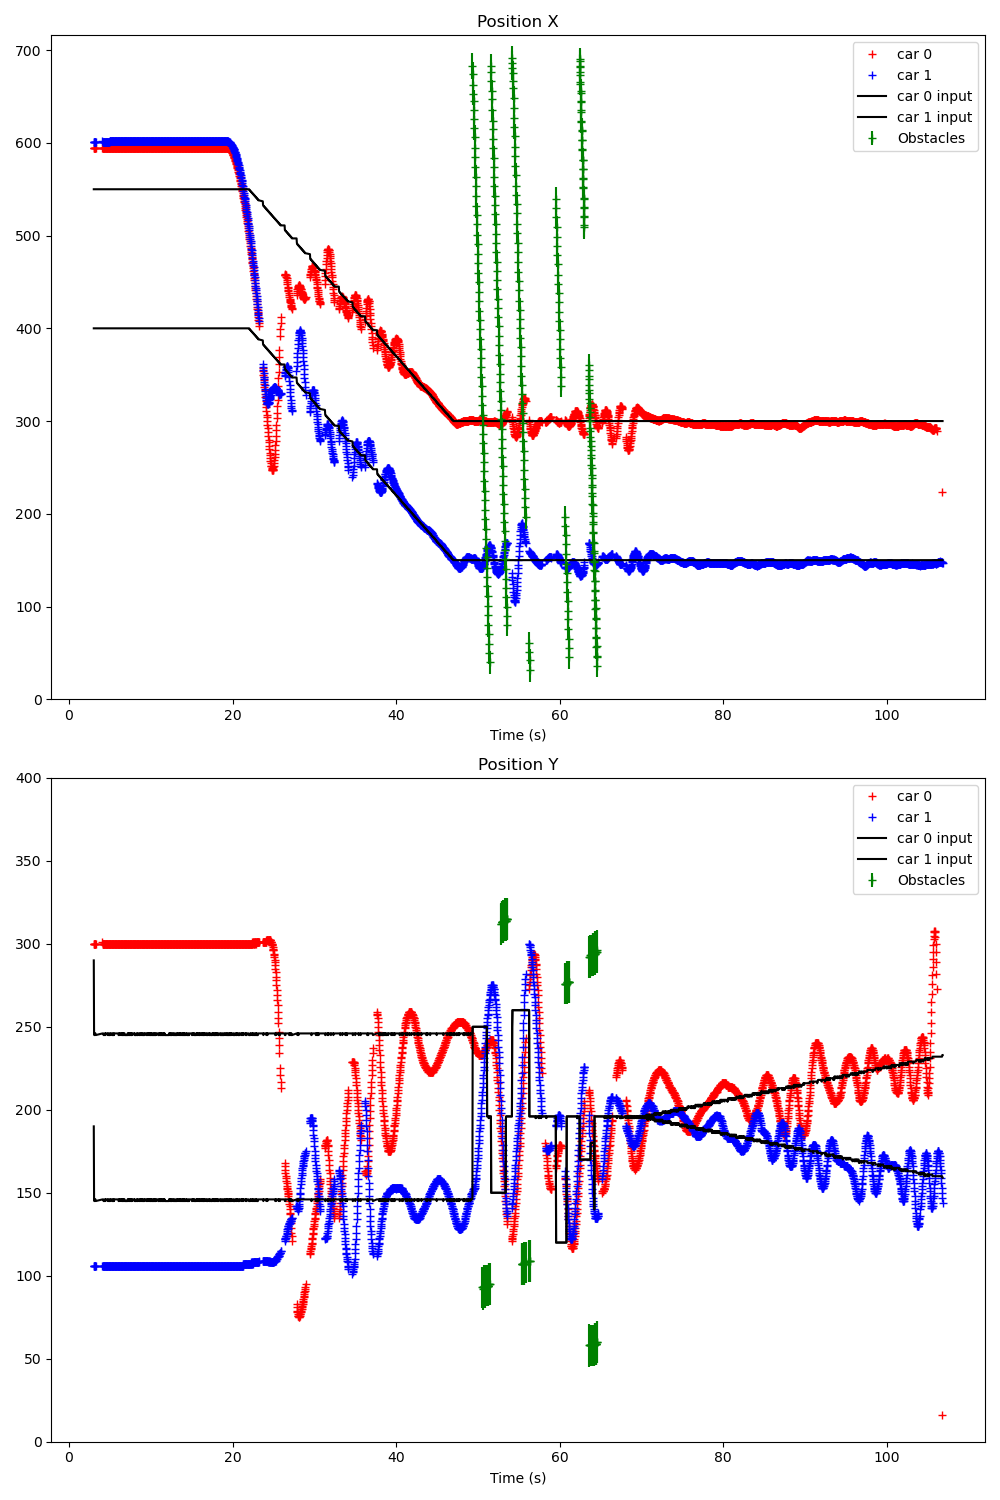 Position X
700
600
500
400
300
200
100
0
car 0
car 1
car 0 input
car 1 input
Obstacles
0 20 40 60 80 100
Time (s)
Position Y
400
350
300
250
200
150
100
50
0
car 0
car 1
car 0 input
car 1 input
Obstacles
0 20 40 60 80 100
Time (s)